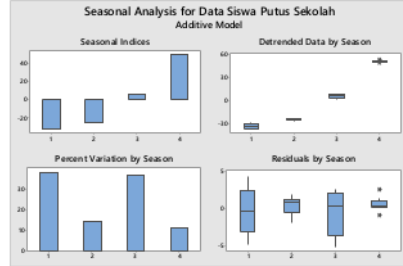 Seasonal Analysis for Data Siswa Putus Sekolah
Additive Model
Seasonal Indices
40
20
0
-20
1 2 3 4
Detrended Data by Season
60
30
0
-30
1 2 3 4
Percent Variation by Season
30
20
10
0
1 2 3 4
Residuals by Season
5
0
-5
1 2 3 4